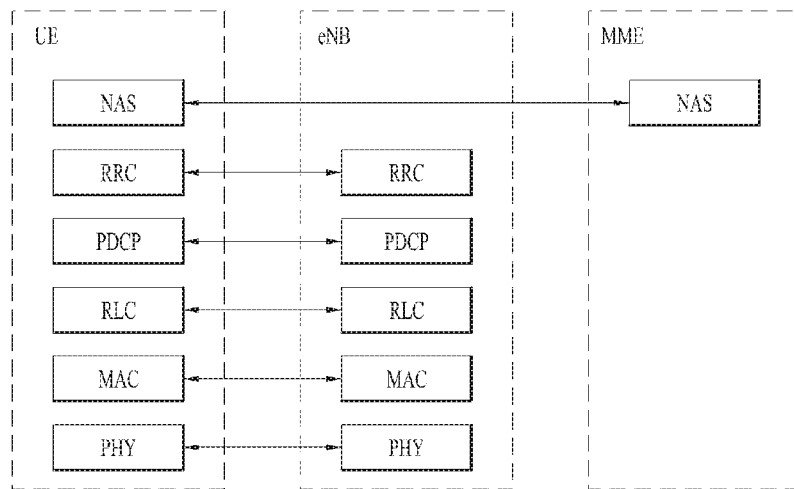 UE
eNB
MME
NAS
NAS
RRC
RRC
PDCP
PDCP
RLC
RLC
MAC
MAC
PHY
PHY